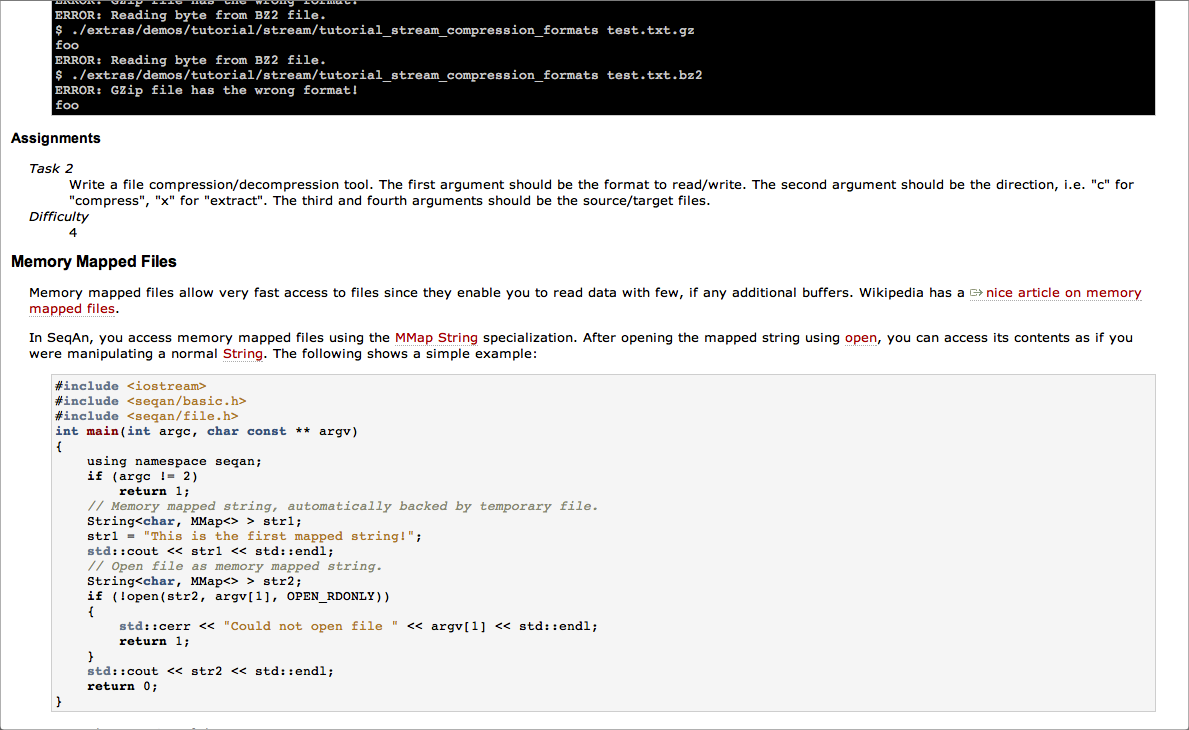 ERROR: GZip file has the wrong format!
ERROR: Reading byte from BZ2 file.
$ ./extras/demos/tutorial/stream/tutorial_stream_compression_formats test.txt.gz
foo
ERROR: Reading byte from BZ2 file.
$ ./extras/demos/tutorial/stream/tutorial_stream_compression_formats test.txt.bz2
ERROR: GZip file has the wrong format!
foo
Assignments
Task 2
Write a file compression/decompression tool. The first argument should be the format to read/write. The second argument should be the direction, i.e. "c" for
"compress", "x" for "extract". The third and fourth arguments should be the source/target files.
Difficulty
4
Memory Mapped Files
Memory mapped files allow very fast access to files since they enable you to read data with few, if any additional buffers. Wikipedia has a nice article on memory
mapped files.
In SeqAn, you access memory mapped files using the MMap String specialization. After opening the mapped string using open, you can access its contents as if you
were manipulating a normal String. The following shows a simple example:
#include <iostream>
#include <seqan/basic.h>
#include <seqan/file.h>
int main(int argc, char const ** argv)
{
    using namespace seqan;
    if (argc != 2)
        return 1;
    // Memory mapped string, automatically backed by temporary file.
    String<char, MMap<> > str1;
    str1 = "This is the first mapped string!";
    std::cout << str1 << std::endl;
    // Open file as memory mapped string.
    String<char, MMap<> > str2;
    if (!open(str2, argv[1], OPEN_RDONLY))
    {
        std::cerr << "Could not open file " << argv[1] << std::endl;
        return 1;
    }
    std::cout << str2 << std::endl;
    return 0;
}